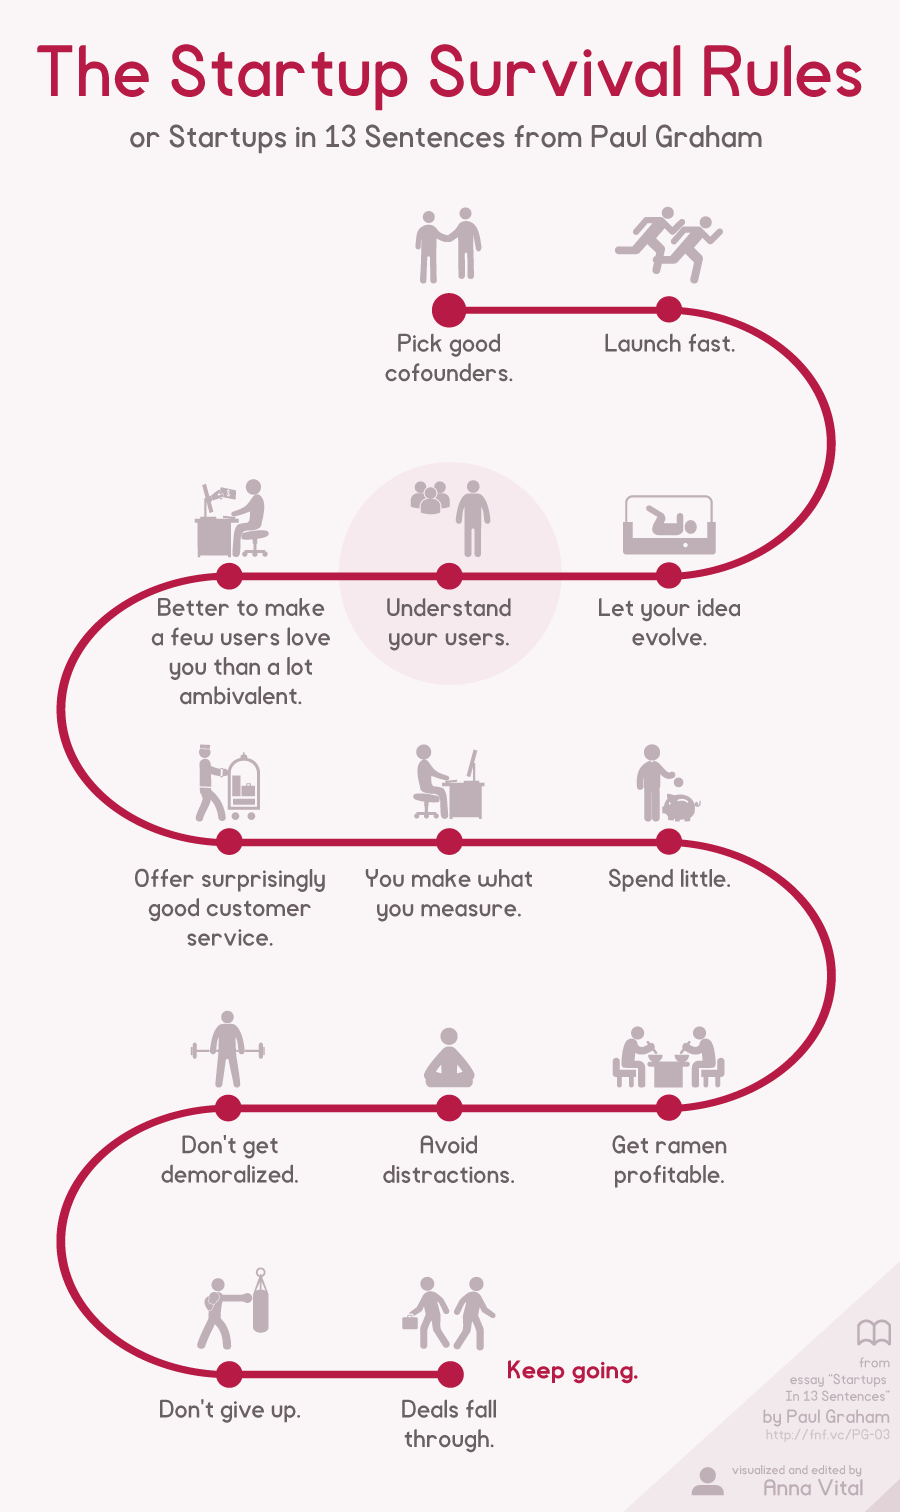 The Startup Survival Rules
or Startups in 13 Sentences from Paul Graham
Pick good
cofounders.
Launch fast.
Let your idea
evolve.
Understand
your users.
Better to make
a few users love
you than a lot
ambivalent.
Offer surprisingly
good customer
service.
You make what
you measure.
Spend little.
Get ramen
profitable.
Avoid
distractions.
Don't get
demoralized.
Don't give up.
Deals fall
through.
Keep going.
from
essay "Startups
In 13 Sentences"
by Paul Graham
http://fnf.vc/PG-03
visualized and edited by
Anna Vital